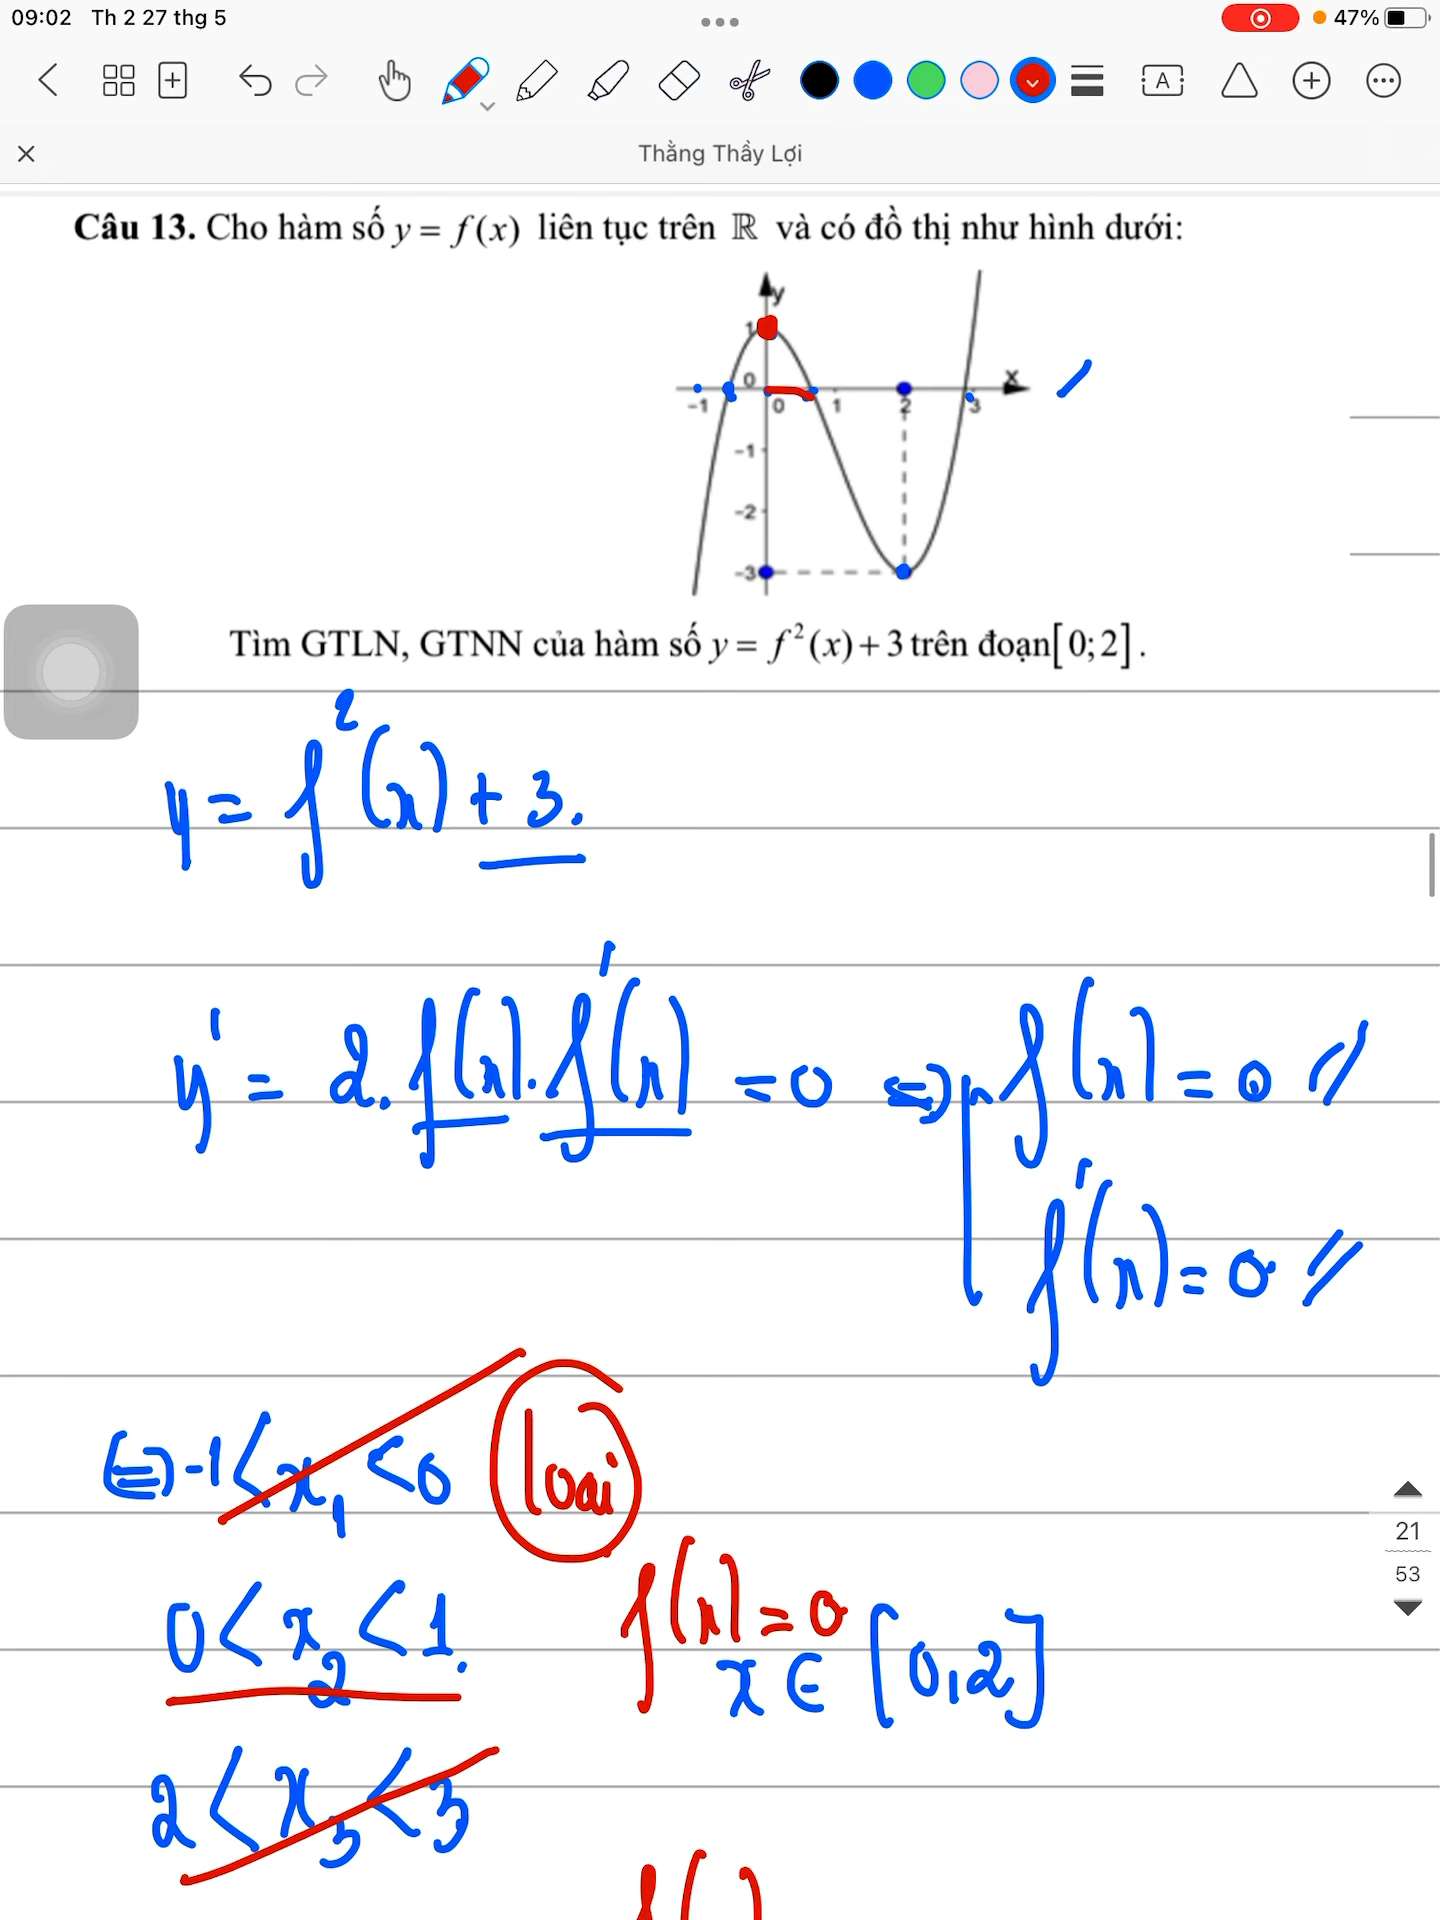 09:02 Th 2 27 thg 5
47%
A
Thằng Thầy Lợi
Câu 13. Cho hàm số y = f(x) liên tục trên ℝ và có đồ thị như hình dưới:
y
1
0
x
-1 0 1 2 3
-1
-2
-3
Tìm GTLN, GTNN của hàm số y = f²(x)+3 trên đoạn[0;2].
y = f²(x) + 3.
y' = 2.f(x).f'(x) = 0 ⇔ f(x) = 0
f'(x) = 0
⇔ -1 < x₁ < 0 loại
0 < x₂ < 1.
f(x) = 0
x ∈ [0,2]
2 < x₃ < 3
21
53